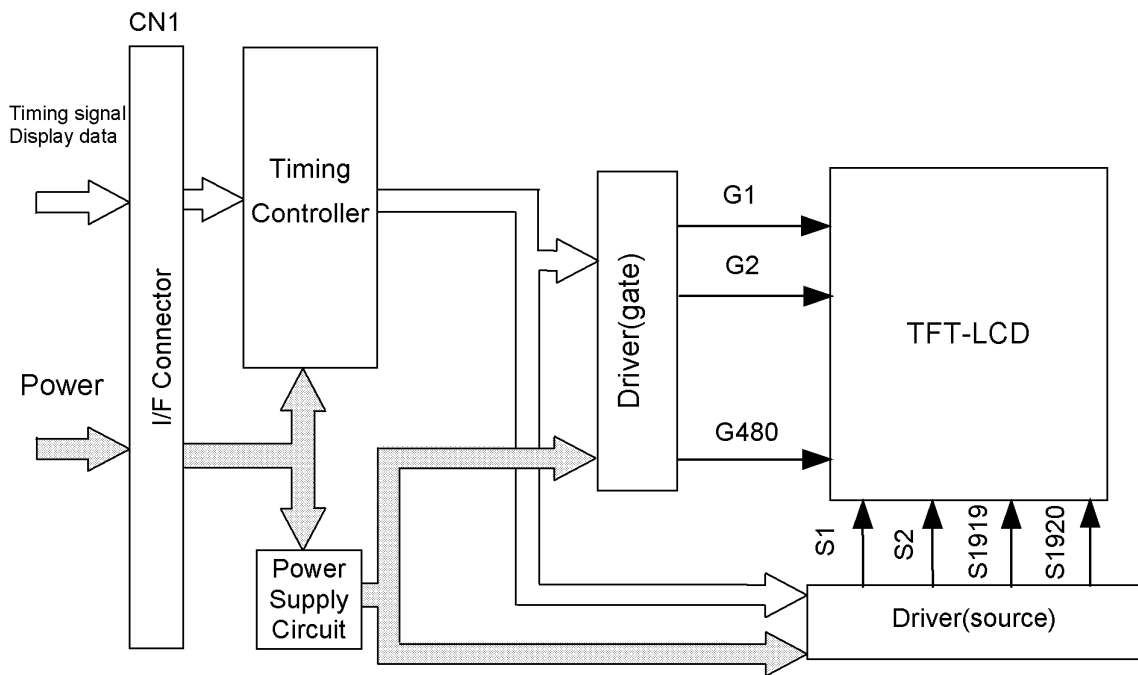 CN1
Timing signal
Display data
Power
I/F Connector
Timing
Controller
Power
Supply
Circuit
Driver(gate)
G1
G2
G480
TFT-LCD
S1
S2
S1919
S1920
Driver(source)